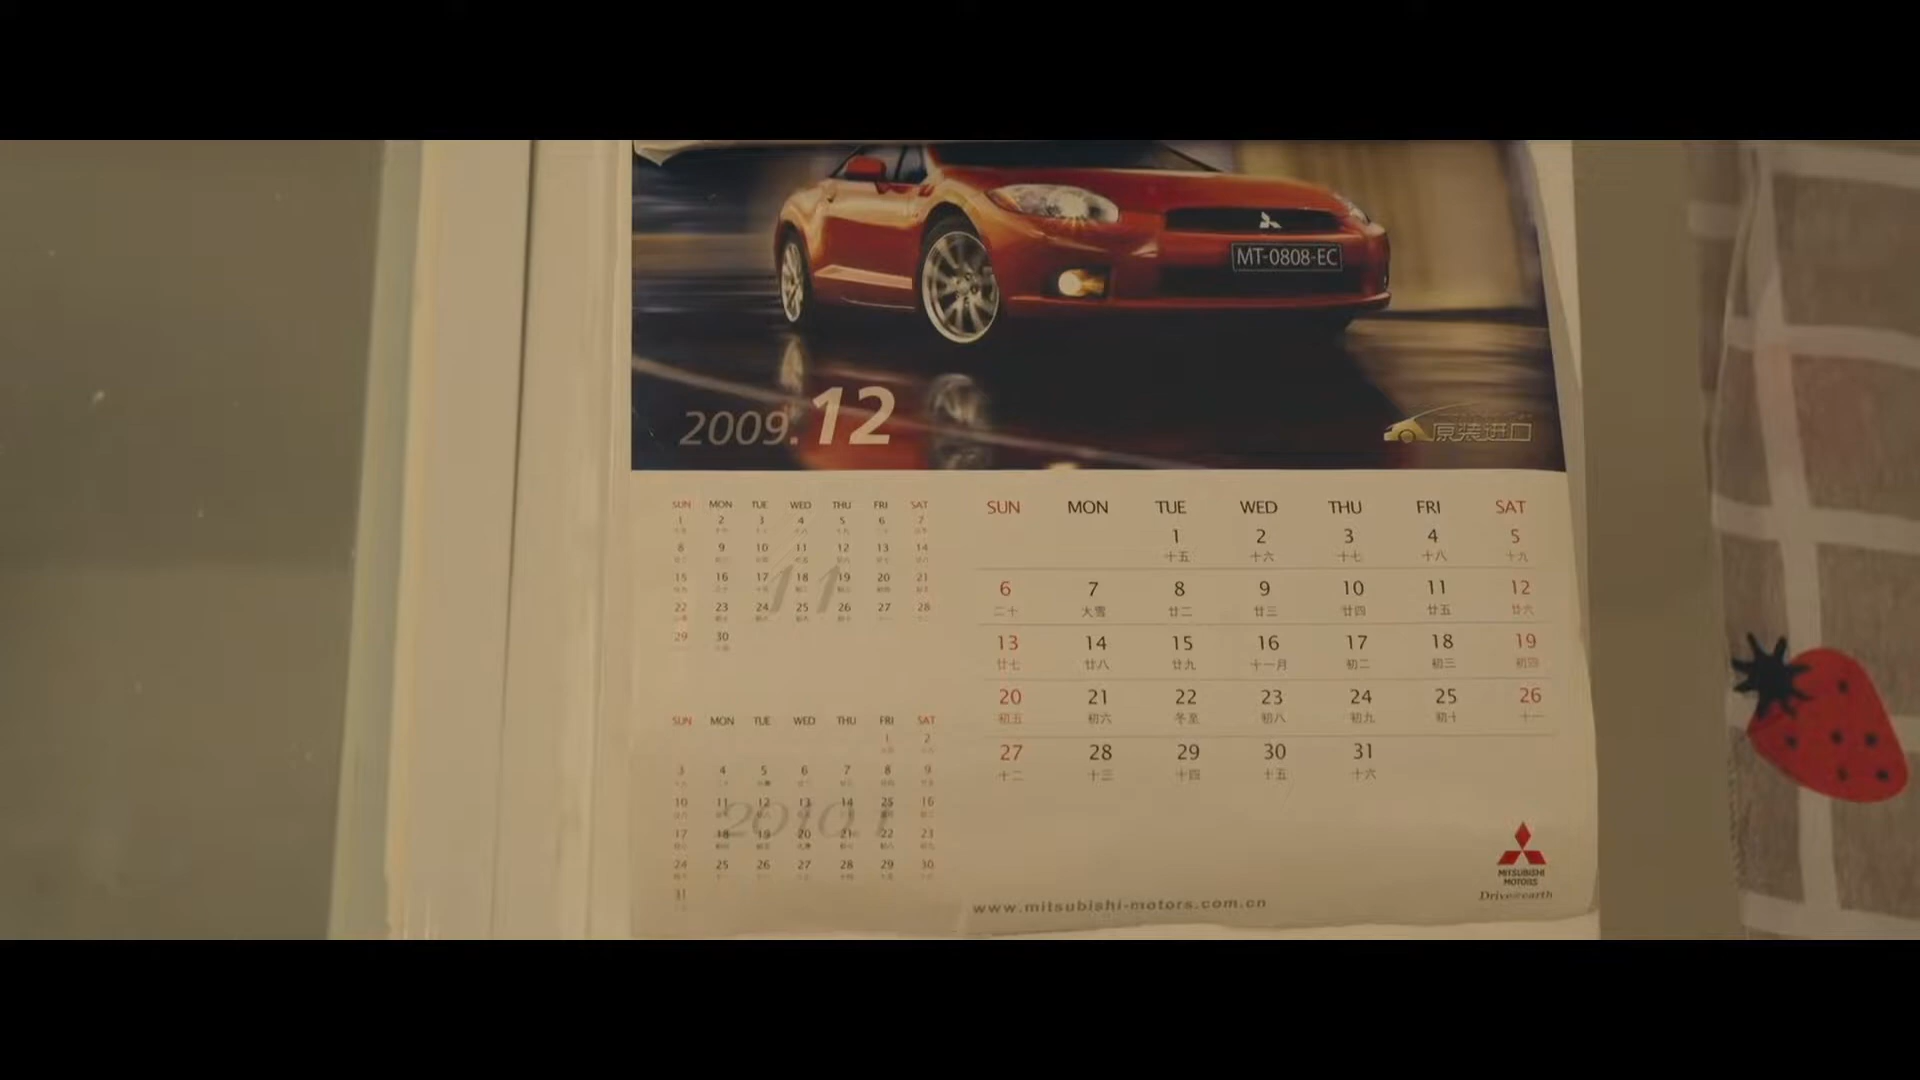 MT-0808-EC
2009.12
原装进口
SUN MON TUE WED THU FRI SAT
1 2 3 4 5 6 7
8 9 10 11 12 13 14
15 16 17 18 19 20 21
22 23 24 25 26 27 28
29 30
11
SUN MON TUE WED THU FRI SAT
1 2
3 4 5 6 7 8 9
10 11 12 13 14 25 16
17 18 19 20 21 22 23
24 25 26 27 28 29 30
31
2010.1
SUN MON TUE WED THU FRI SAT
1 2 3 4 5
十五 十六 十七 十八 十九
6 7 8 9 10 11 12
二十 大雪 廿二 廿三 廿四 廿五 廿六
13 14 15 16 17 18 19
廿七 廿八 廿九 十一月 初二 初三 初四
20 21 22 23 24 25 26
初五 初六 冬至 初八 初九 初十 十一
27 28 29 30 31
十二 十三 十四 十五 十六
www.mitsubishi-motors.com.cn
MITSUBISHI
MOTORS
Drive@earth